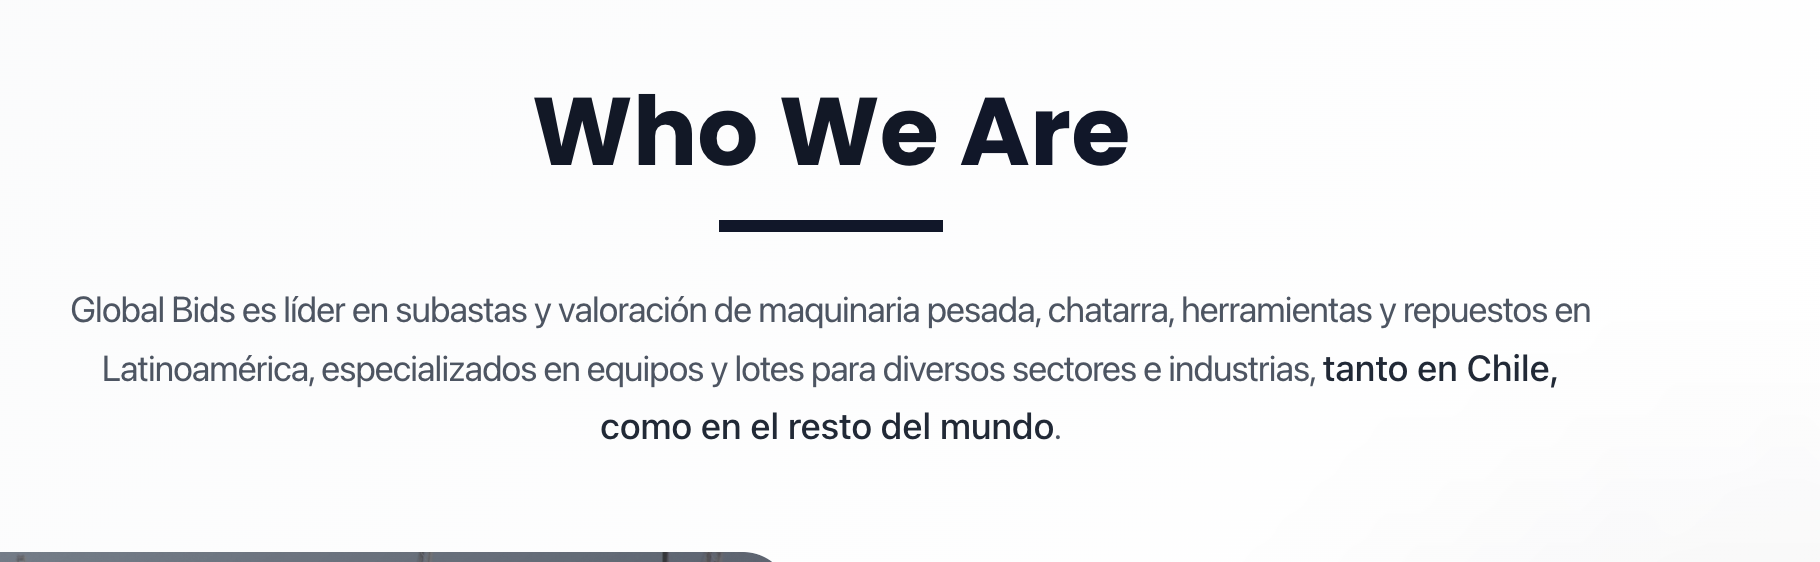 Who We Are
Global Bids es líder en subastas y valoración de maquinaria pesada, chatarra, herramientas y repuestos en
Latinoamérica, especializados en equipos y lotes para diversos sectores e industrias, tanto en Chile,
como en el resto del mundo.